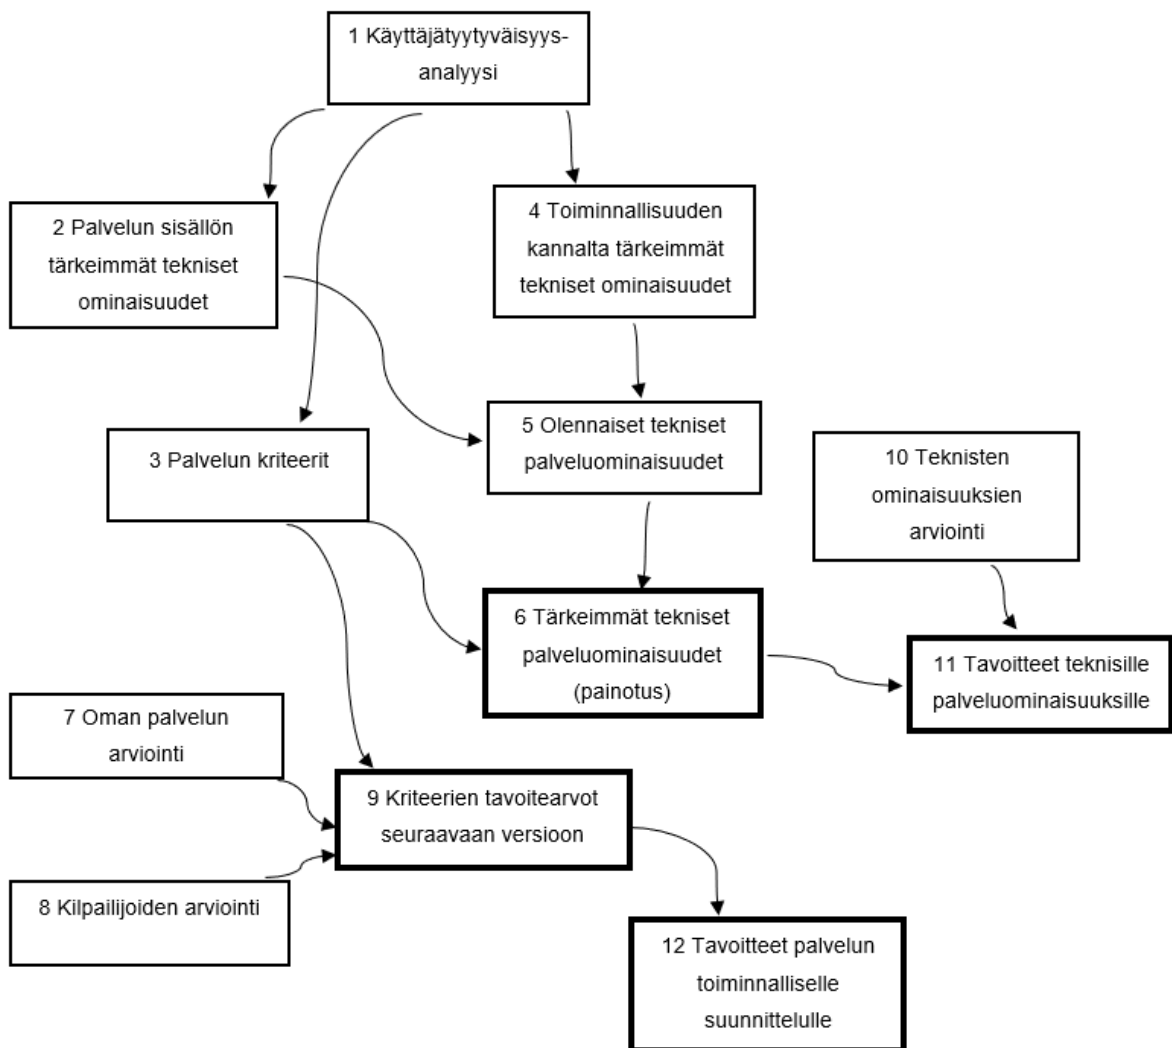 1 Käyttäjätyytyväisyys-
analyysi
2 Palvelun sisällön
tärkeimmät tekniset
ominaisuudet
4 Toiminnallisuuden
kannalta tärkeimmät
tekniset ominaisuudet
3 Palvelun kriteerit
5 Olennaiset tekniset
palveluominaisuudet
10 Teknisten
ominaisuuksien
arviointi
6 Tärkeimmät tekniset
palveluominaisuudet
(painotus)
11 Tavoitteet teknisille
palveluominaisuuksille
7 Oman palvelun
arviointi
9 Kriteerien tavoitearvot
seuraavaan versioon
8 Kilpailijoiden arviointi
12 Tavoitteet palvelun
toiminnalliselle
suunnittelulle